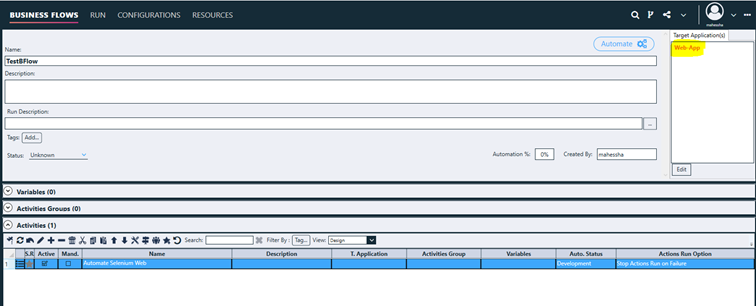 BUSINESS FLOWS RUN CONFIGURATIONS RESOURCES
mahessha
Automate
Target Application(s)
Web-App
Name:
TestBFlow
Description:
Run Description:
...
Tags: Add...
Status: Unknown
Automation %: 0% Created By: mahessha
Edit
Variables (0)
Activities Groups (0)
Activities (1)
Search: Filter By : Tag... View: Design
S.R Active Mand. Name Description T. Application Activities Group Variables Auto. Status Actions Run Option
1 Automate Selenium Web Development Stop Actions Run on Failure